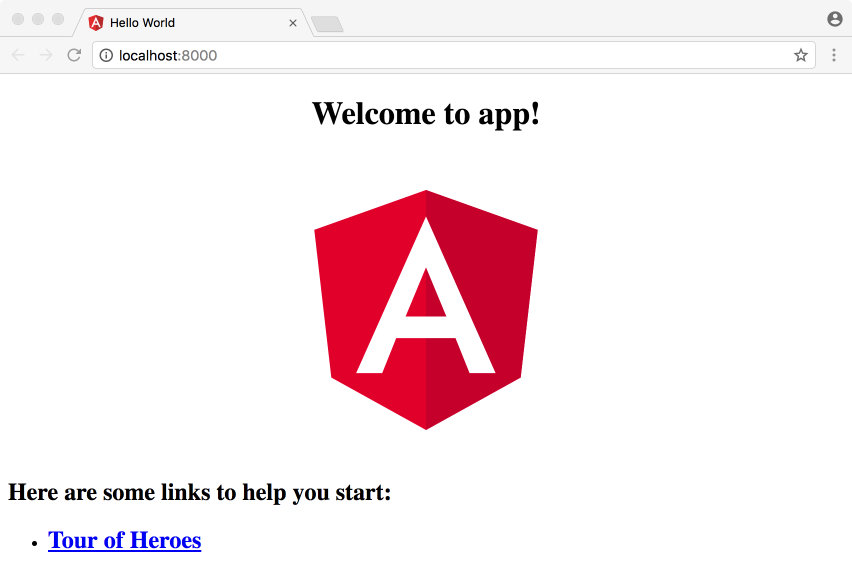 Hello World
localhost:8000
Welcome to app!
A
Here are some links to help you start:
Tour of Heroes